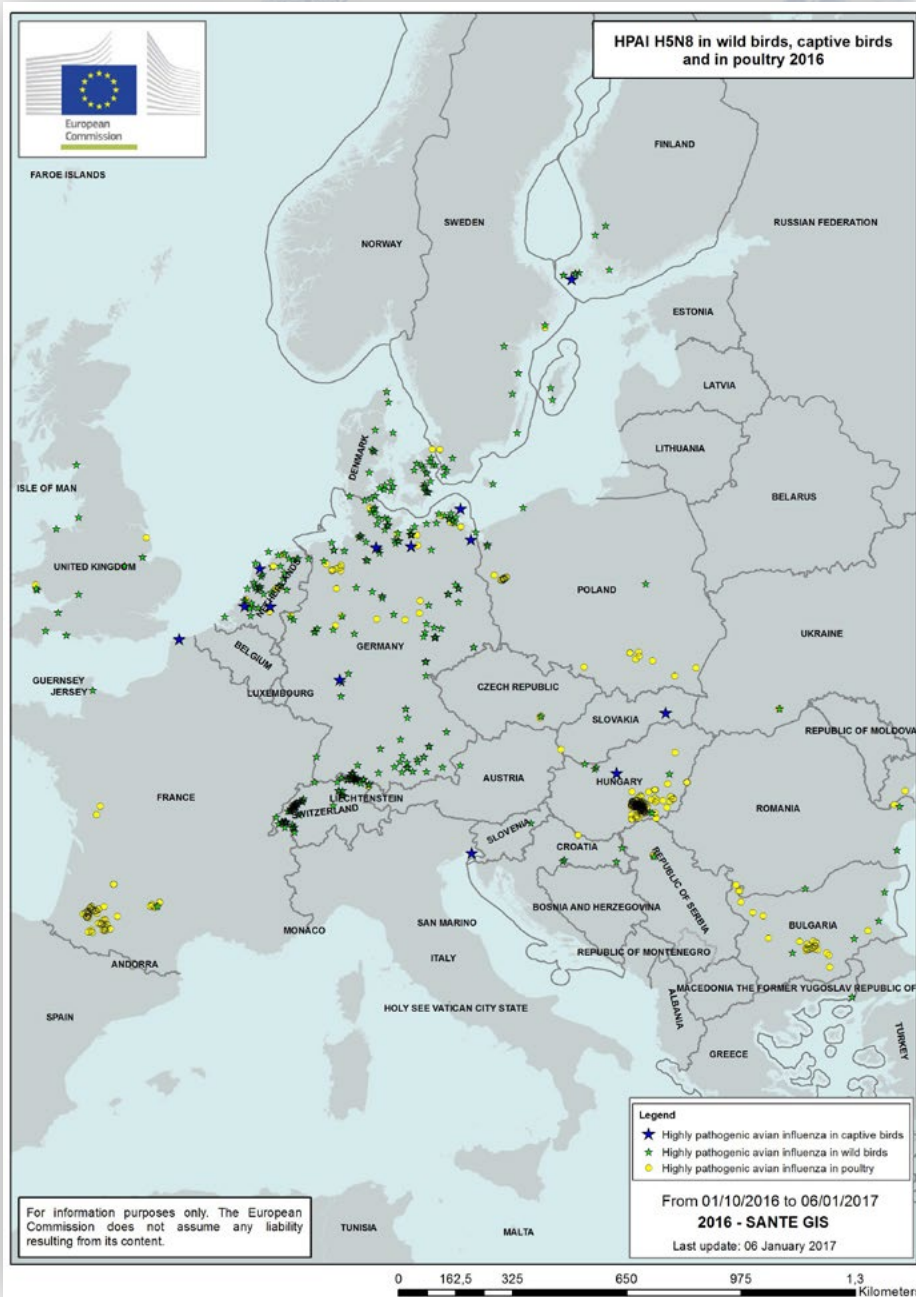 HPAI H5N8 in wild birds, captive birds
and in poultry 2016
European
Commission
FAROE ISLANDS
FINLAND
SWEDEN
NORWAY
RUSSIAN FEDERATION
ESTONIA
LATVIA
LITHUANIA
DENMARK
ISLE OF MAN
BELARUS
UNITED KINGDOM
NETHERLANDS
POLAND
UKRAINE
GERMANY
BELGIUM
GUERNSEY
JERSEY
LUXEMBOURG
CZECH REPUBLIC
SLOVAKIA
REPUBLIC OF MOLDOVA
AUSTRIA
HUNGARY
FRANCE
LIECHTENSTEIN
SWITZERLAND
ROMANIA
SLOVENIA
CROATIA
REPUBLIC OF SERBIA
BOSNIA AND HERZEGOVINA
SAN MARINO
BULGARIA
MONACO
ITALY
REPUBLIC OF MONTENEGRO
ANDORRA
MACEDONIA THE FORMER YUGOSLAV REPUBLIC OF
ALBANIA
HOLY SEE VATICAN CITY STATE
SPAIN
GREECE
TURKEY
Legend
Highly pathogenic avian influenza in captive birds
Highly pathogenic avian influenza in wild birds
Highly pathogenic avian influenza in poultry
For information purposes only. The European
Commission does not assume any liability
resulting from its content.
From 01/10/2016 to 06/01/2017
2016 - SANTE GIS
Last update: 06 January 2017
TUNISIA
MALTA
0 162,5 325 650 975 1,3
Kilometers